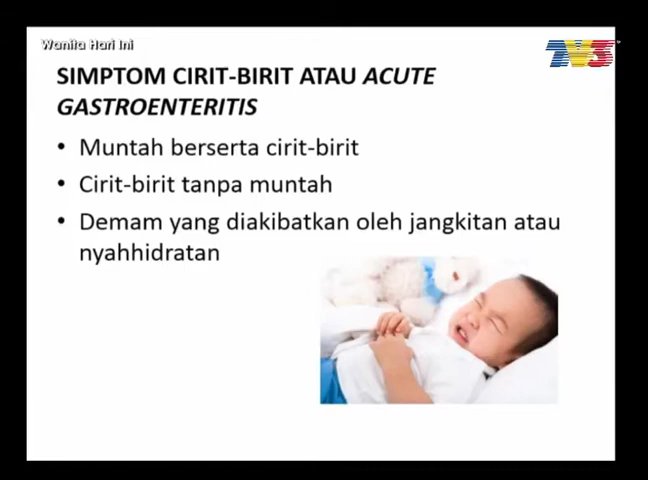 Wanita Hari Ini
TV3
SIMPTOM CIRIT-BIRIT ATAU ACUTE
GASTROENTERITIS
• Muntah berserta cirit-birit
• Cirit-birit tanpa muntah
• Demam yang diakibatkan oleh jangkitan atau
nyahhidratan